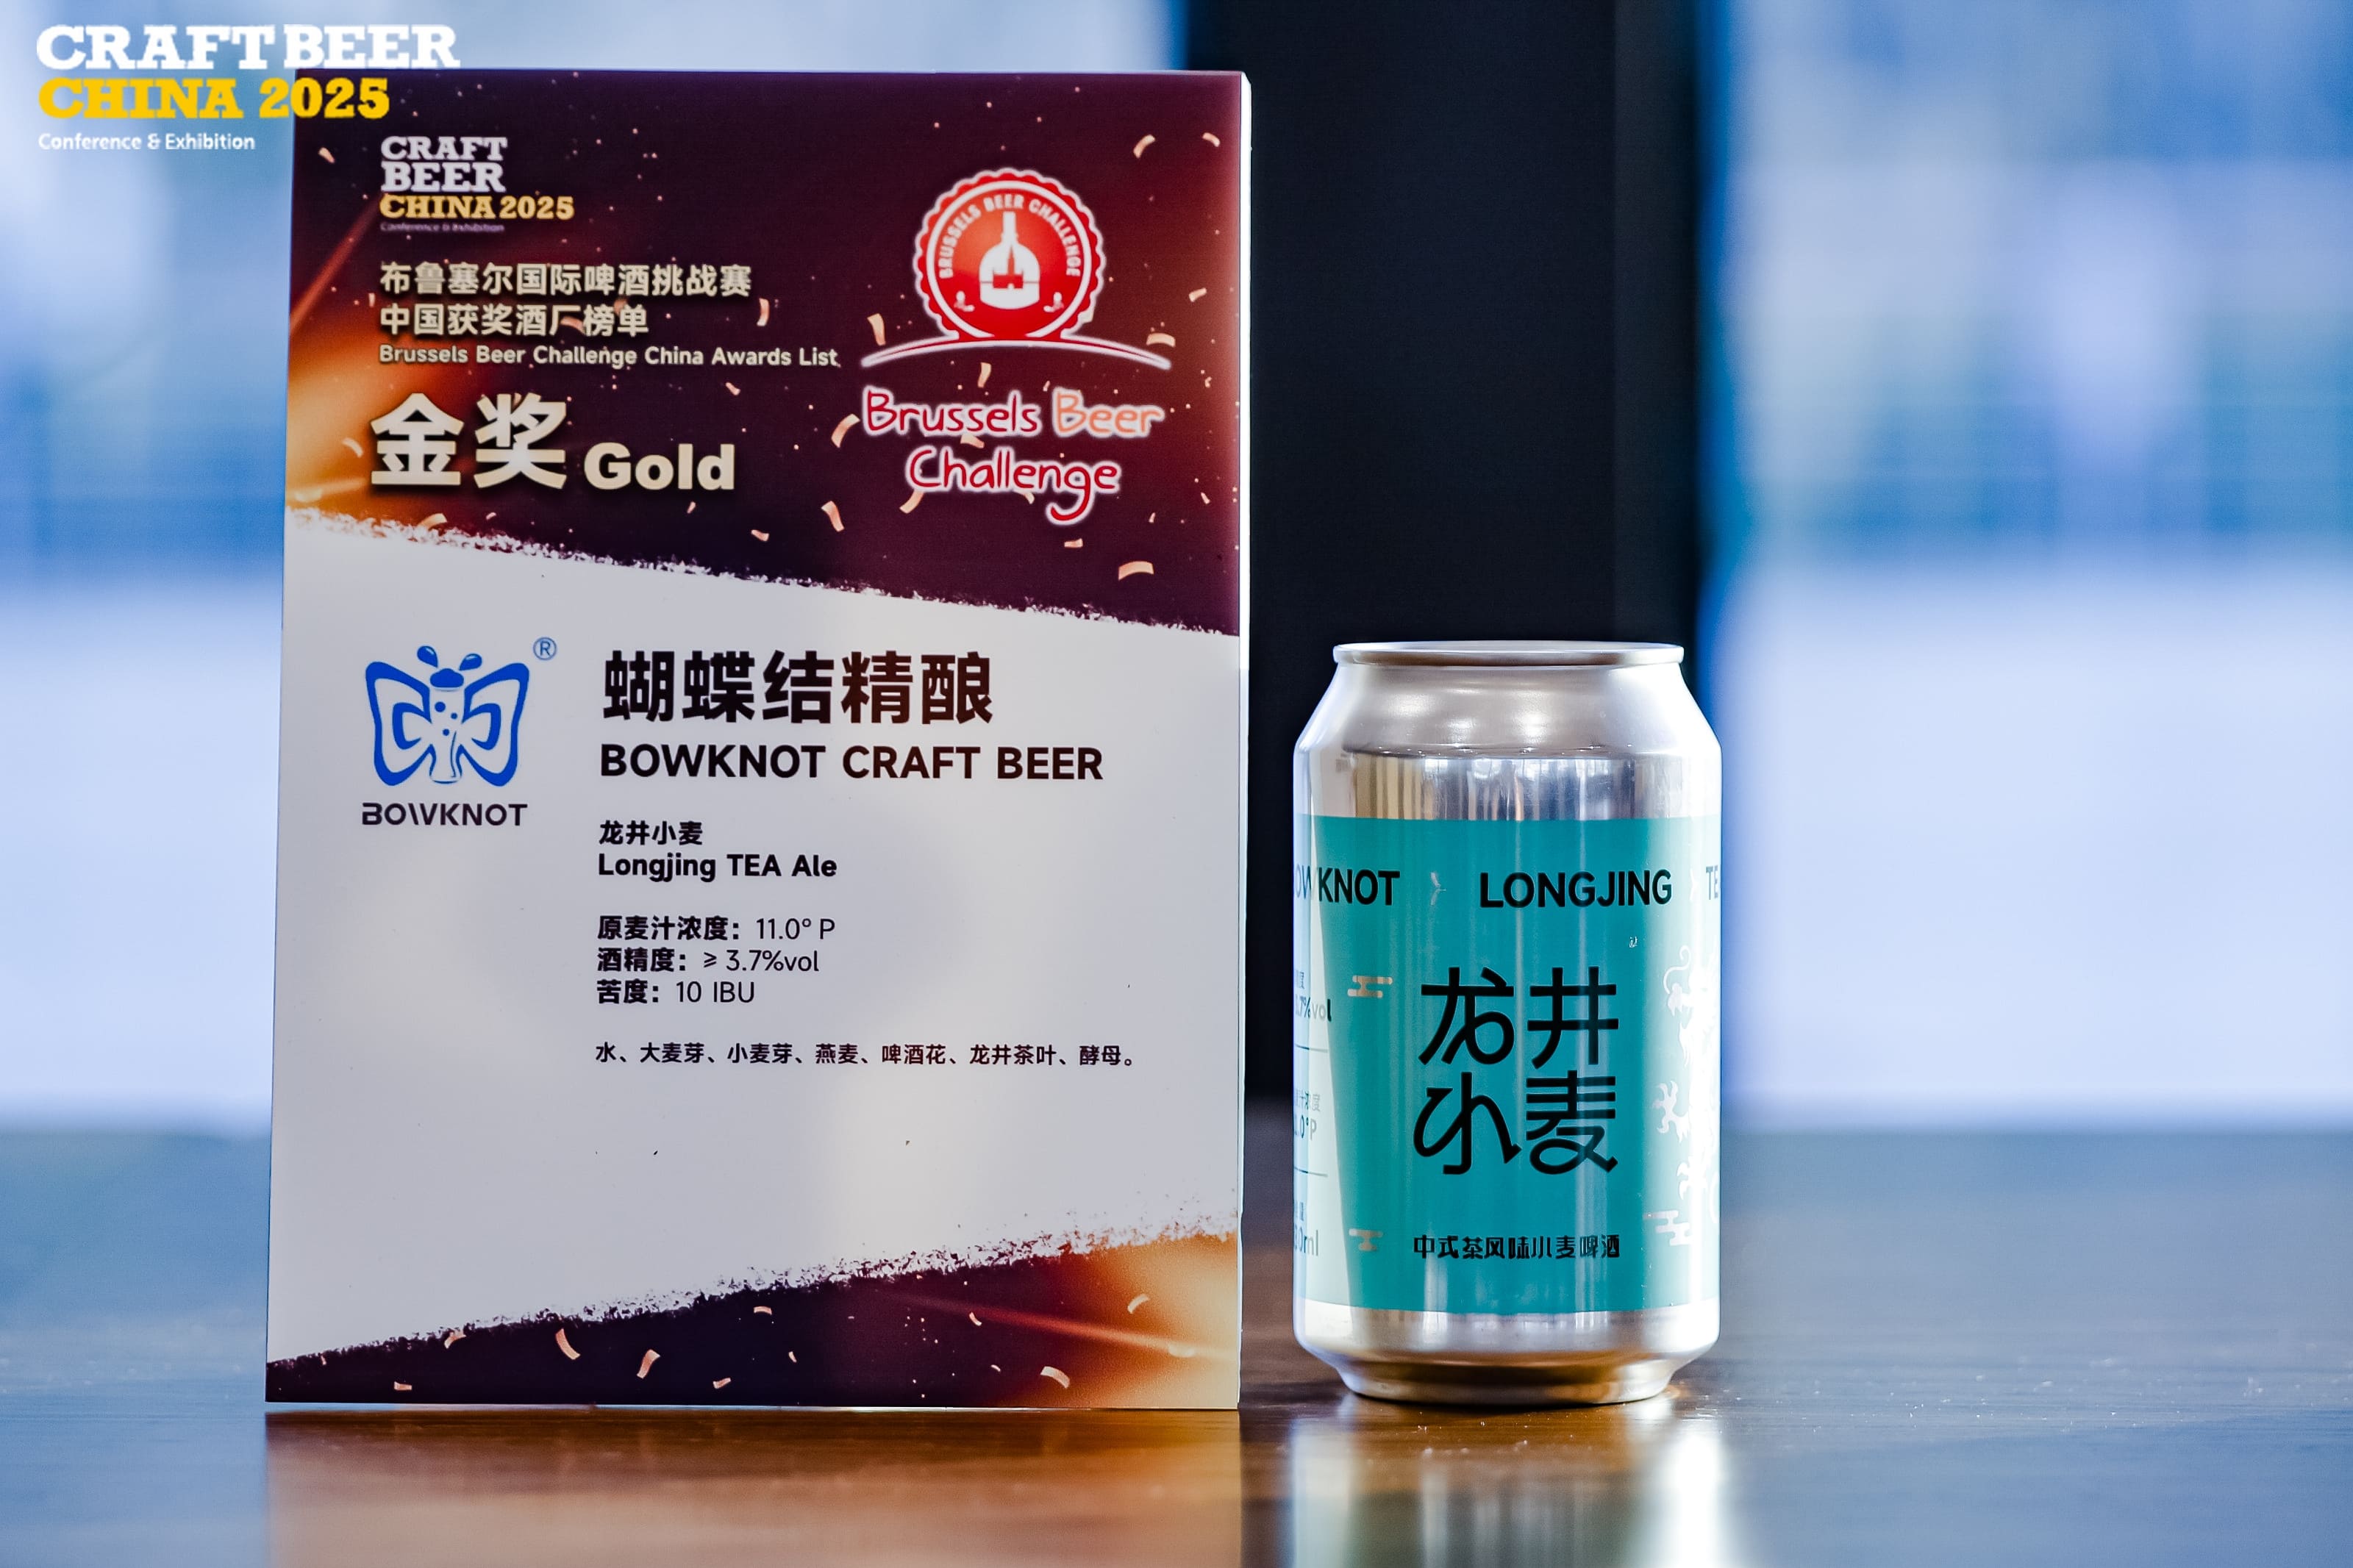 CRAFT BEER
CHINA 2025
Conference & Exhibition
CRAFT
BEER
CHINA 2025
Conference & Exhibition
布鲁塞尔国际啤酒挑战赛
中国获奖酒厂榜单
Brussels Beer Challenge China Awards List
金奖 Gold
BRUSSELS BEER CHALLENGE
Brussels Beer
Challenge
®
BOWKNOT
蝴蝶结精酿
BOWKNOT CRAFT BEER
龙井小麦
Longjing TEA Ale
原麦汁浓度：11.0° P
酒精度：≥ 3.7%vol
苦度：10 IBU
水、大麦芽、小麦芽、燕麦、啤酒花、龙井茶叶、酵母。
OWKNOT LONGJING TE
龙井
小麦
中式茶风味小麦啤酒